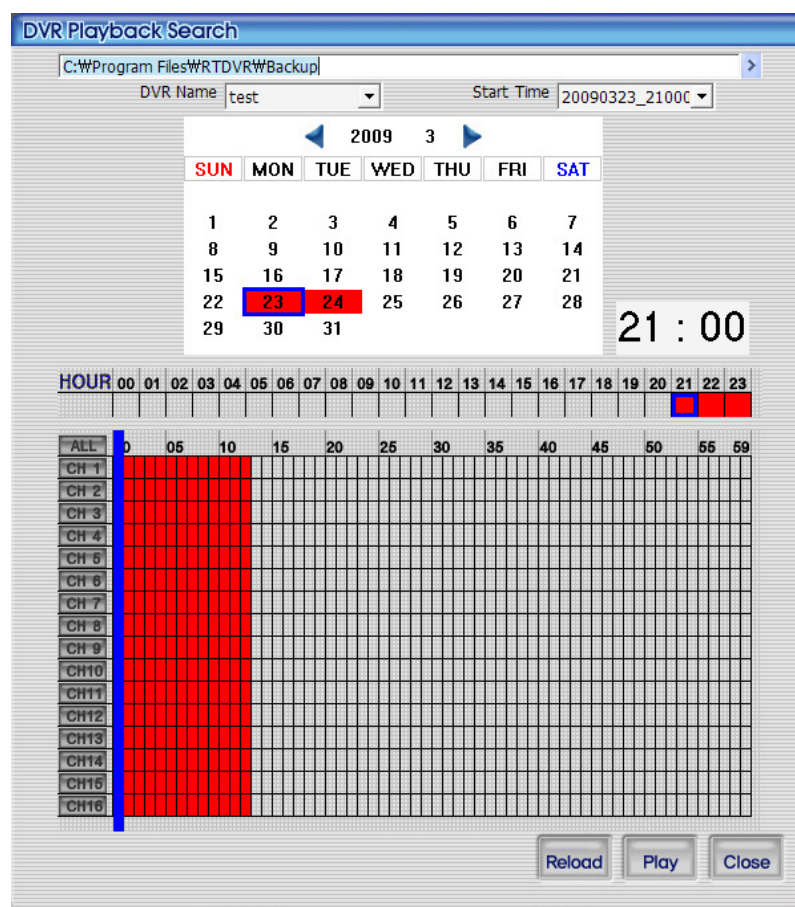 DVR Playback Search
C:₩Program Files₩RTDVR₩Backup
DVR Name test Start Time 20090323_2100
2009 3
SUN MON TUE WED THU FRI SAT
1 2 3 4 5 6 7
8 9 10 11 12 13 14
15 16 17 18 19 20 21
22 23 24 25 26 27 28
29 30 31
21 : 00
HOUR 00 01 02 03 04 05 06 07 08 09 10 11 12 13 14 15 16 17 18 19 20 21 22 23
ALL 0 05 10 15 20 25 30 35 40 45 50 55 59
CH 1
CH 2
CH 3
CH 4
CH 5
CH 6
CH 7
CH 8
CH 9
CH10
CH11
CH12
CH13
CH14
CH15
CH16
Reload Play Close